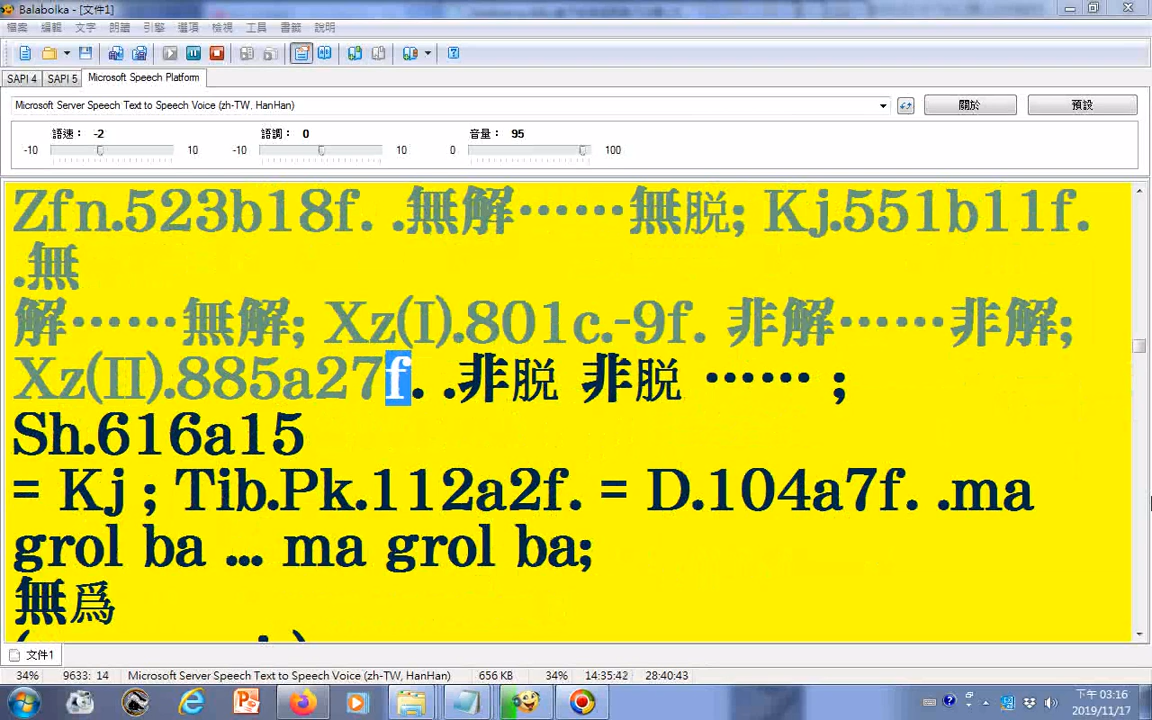 Balabolka - [文件1]
檔案 編輯 文字 朗讀 引擎 選項 檢視 工具 書籤 說明
SAPI 4 SAPI 5 Microsoft Speech Platform
Microsoft Server Speech Text to Speech Voice (zh-TW, HanHan) 關於 預設
語速： -2 語調： 0 音量： 95
-10 10 -10 10 0 100
Zfn.523b18f. .無解……無脱; Kj.551b11f.
.無
解……無解; Xz(I).801c.-9f. 非解……非解;
Xz(II).885a27f. .非脱 非脱 …… ;
Sh.616a15
= Kj ; Tib.Pk.112a2f. = D.104a7f. .ma
grol ba ... ma grol ba;
無爲
文件1
34% 9633: 14 Microsoft Server Speech Text to Speech Voice (zh-TW, HanHan) 656 KB 34% 14:35:42 28:40:43
下午 03:16
2019/11/17